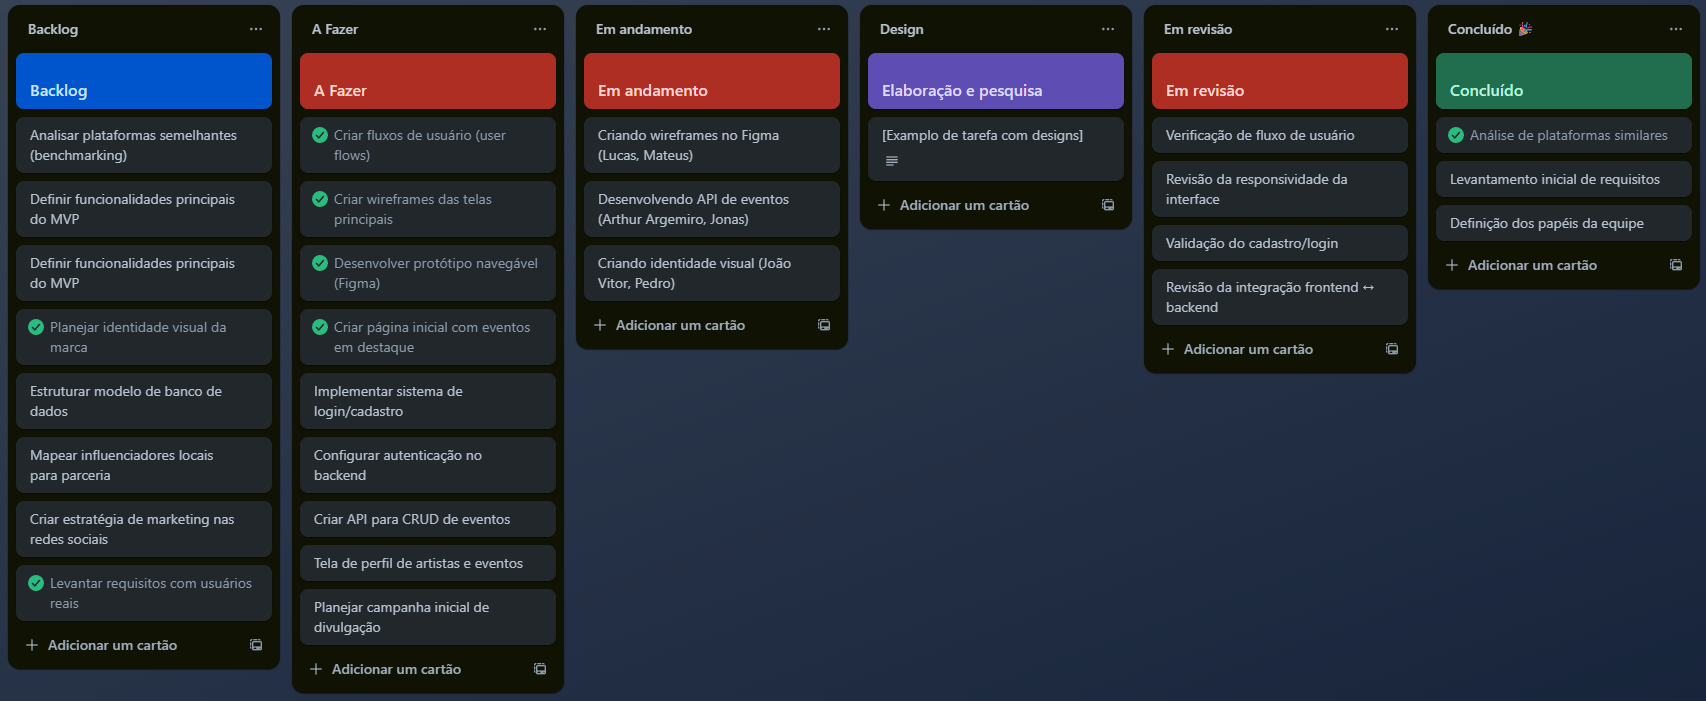 Backlog
Backlog
Analisar plataformas semelhantes
(benchmarking)
Definir funcionalidades principais
do MVP
Definir funcionalidades principais
do MVP
Planejar identidade visual da
marca
Estruturar modelo de banco de
dados
Mapear influenciadores locais
para parceria
Criar estratégia de marketing nas
redes sociais
Levantar requisitos com usuários
reais
+ Adicionar um cartão
A Fazer
A Fazer
Criar fluxos de usuário (user
flows)
Criar wireframes das telas
principais
Desenvolver protótipo navegável
(Figma)
Criar página inicial com eventos
em destaque
Implementar sistema de
login/cadastro
Configurar autenticação no
backend
Criar API para CRUD de eventos
Tela de perfil de artistas e eventos
Planejar campanha inicial de
divulgação
+ Adicionar um cartão
Em andamento
Em andamento
Criando wireframes no Figma
(Lucas, Mateus)
Desenvolvendo API de eventos
(Arthur Argemiro, Jonas)
Criando identidade visual (João
Vitor, Pedro)
+ Adicionar um cartão
Design
Elaboração e pesquisa
[Exemplo de tarefa com designs]
+ Adicionar um cartão
Em revisão
Em revisão
Verificação de fluxo de usuário
Revisão da responsividade da
interface
Validação do cadastro/login
Revisão da integração frontend ↔
backend
+ Adicionar um cartão
Concluído 🎉
Concluído
Análise de plataformas similares
Levantamento inicial de requisitos
Definição dos papéis da equipe
+ Adicionar um cartão